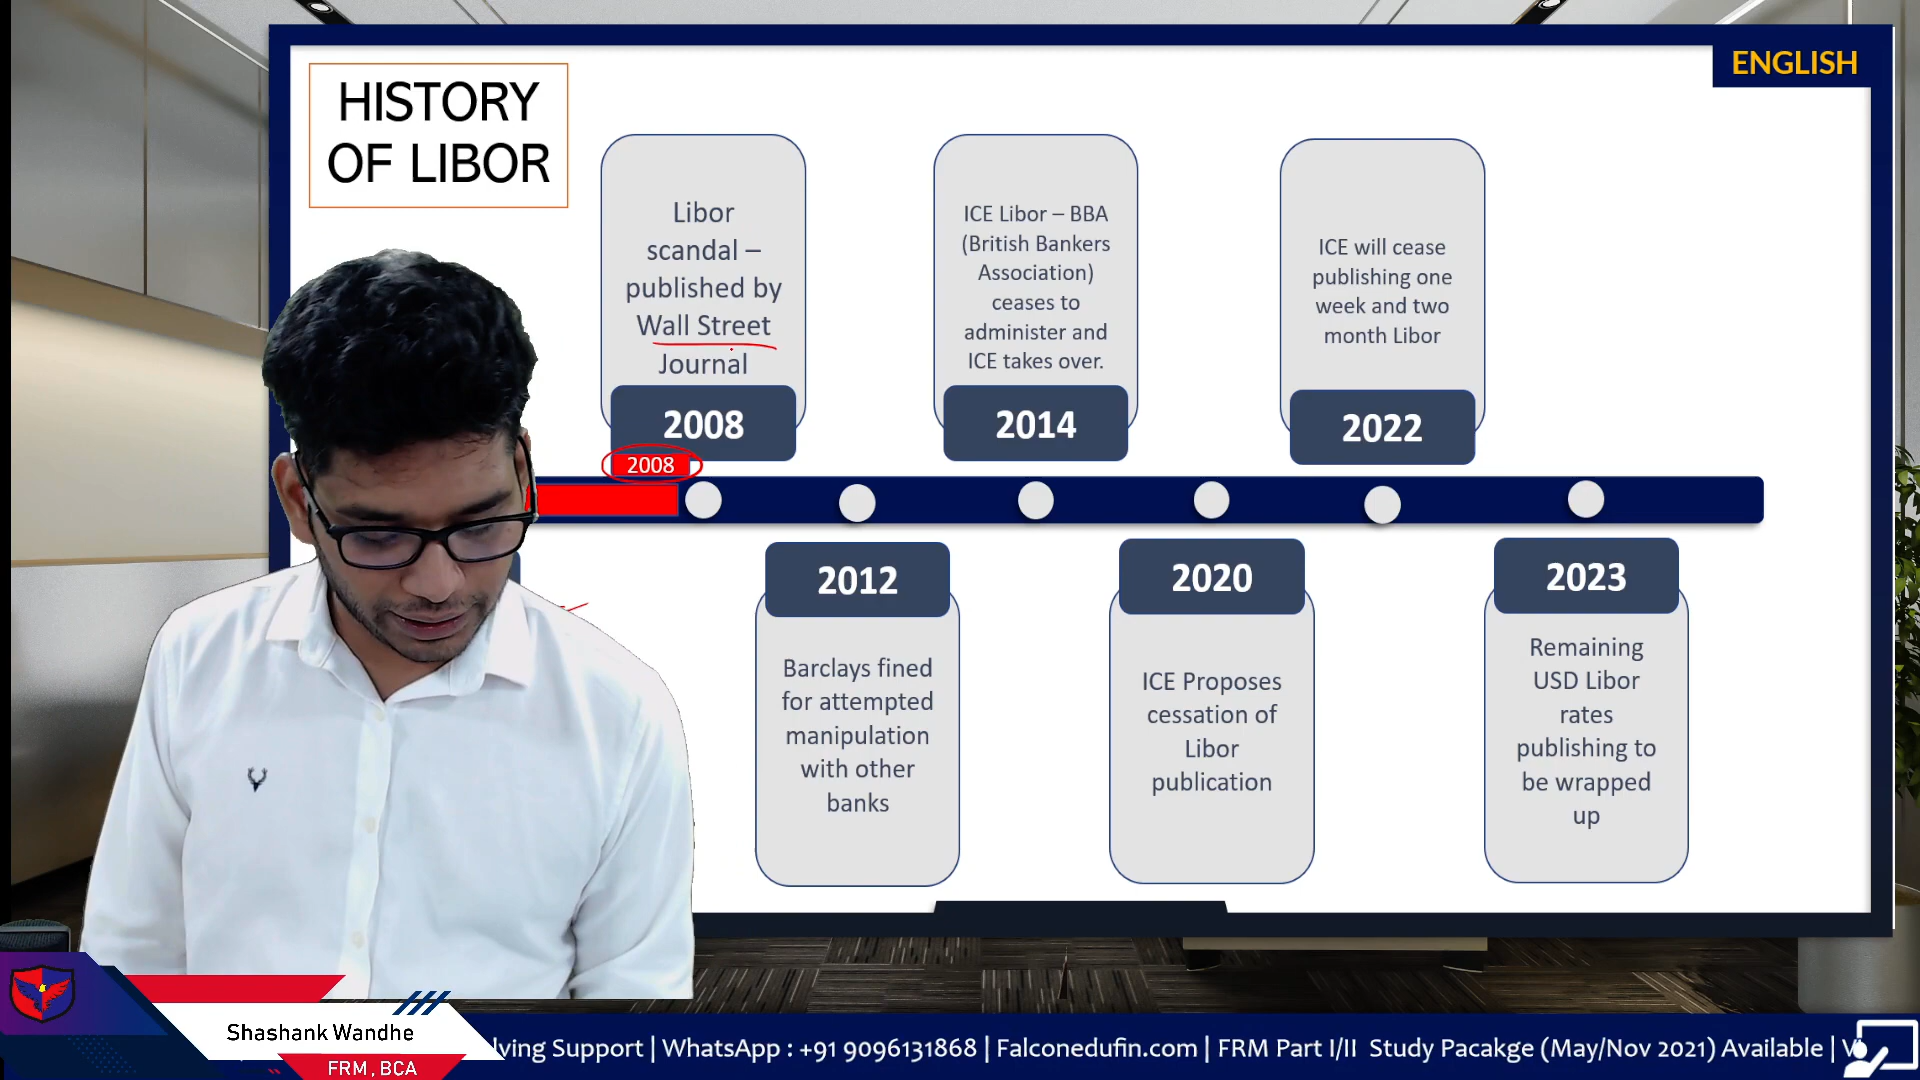 ENGLISH
HISTORY
OF LIBOR
Libor
scandal –
published by
Wall Street
Journal
2008
2008
ICE Libor – BBA
(British Bankers
Association)
ceases to
administer and
ICE takes over.
2014
ICE will cease
publishing one
week and two
month Libor
2022
2012
Barclays fined
for attempted
manipulation
with other
banks
2020
ICE Proposes
cessation of
Libor
publication
2023
Remaining
USD Libor
rates
publishing to
be wrapped
up
Shashank Wandhe
FRM, BCA
lving Support | WhatsApp : +91 9096131868 | Falconedufin.com | FRM Part I/II Study Pacakge (May/Nov 2021) Available |